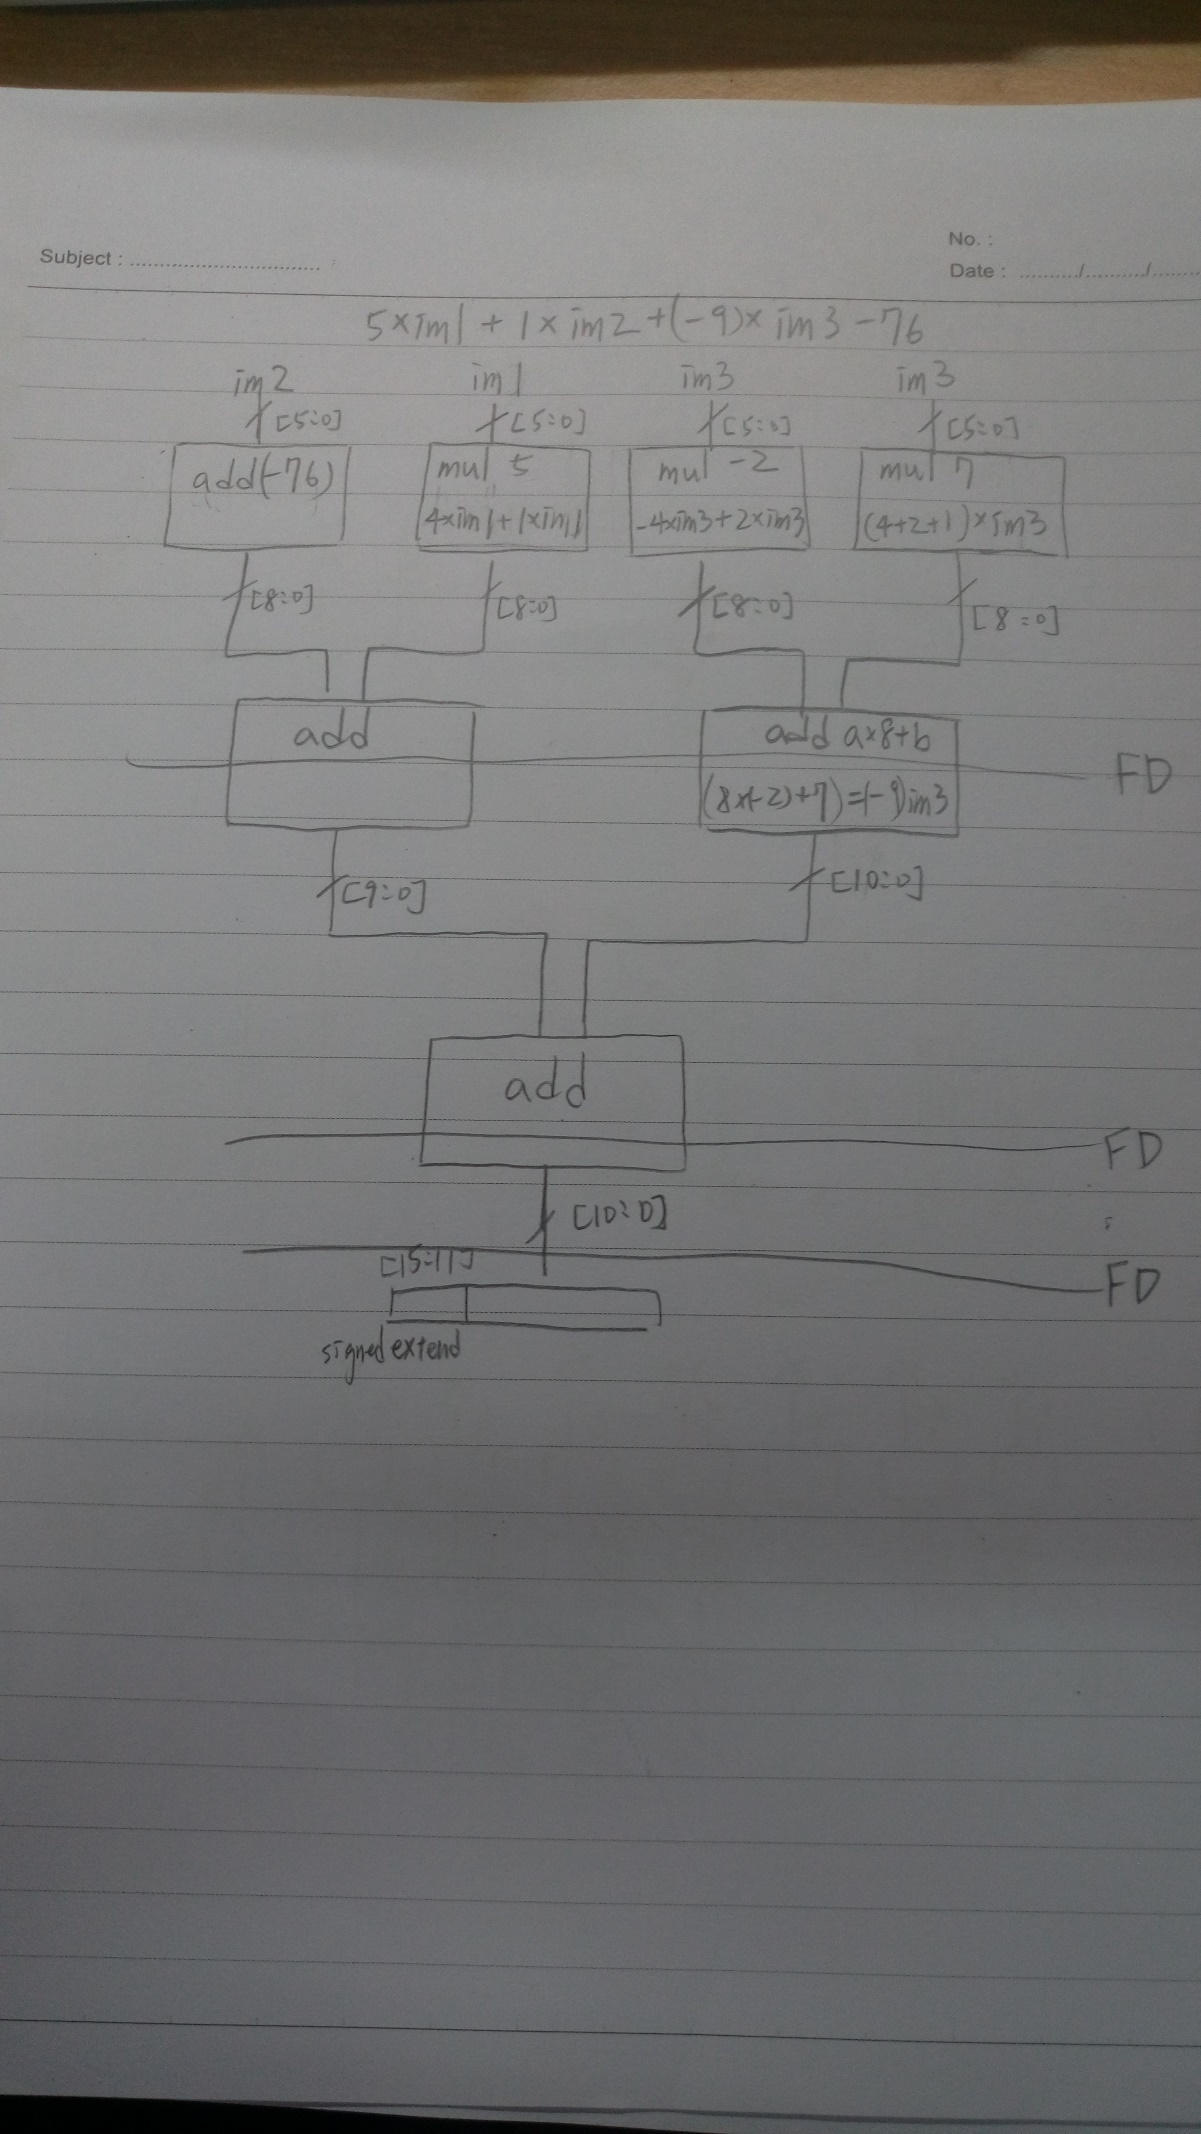 No. :
Subject :
Date : / /
5×im1 + 1×im2 +(-9)×im3 -76
im2 im1 im3 im3
[5:0] [5:0] [5:0] [5:0]
add(-76) mul 5 mul -2 mul 7
4×im1+1×im1 -4×im3+2×im3 (4+2+1)×im3
[8:0] [8:0] [8:0] [8:0]
add add a×8+b
FD
(8×(-2)+7)=(-9)im3
[9:0] [10:0]
add
FD
[10:0]
[15:11]
FD
signed extend